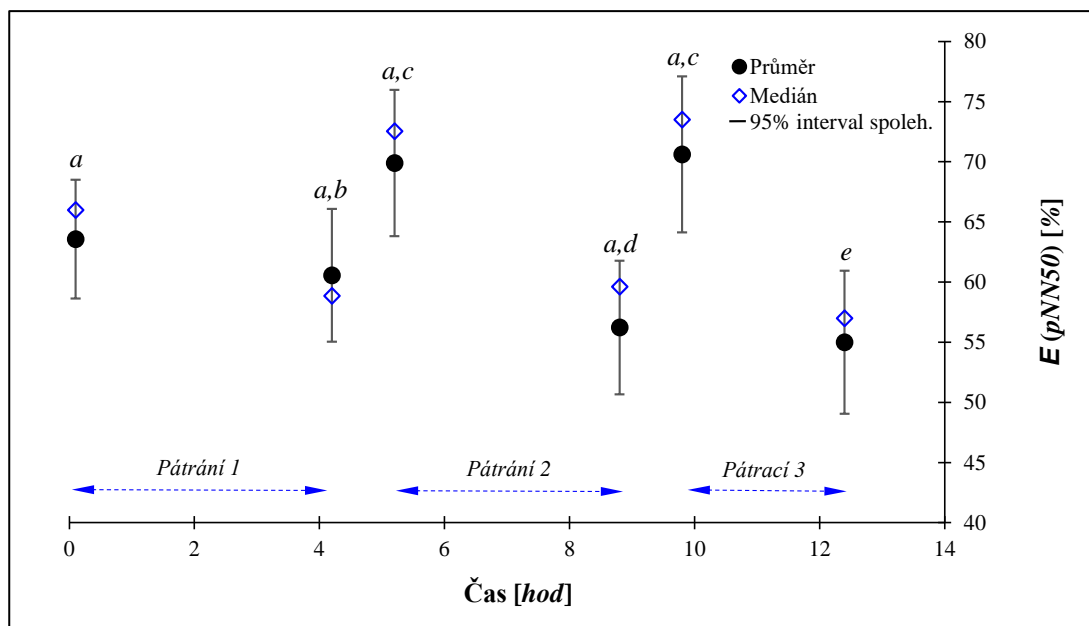 80
75
70
65
60
55
50
45
40
E (pNN50) [%]
Průměr
Medián
95% interval spoleh.
a
a,b
a,c
a,d
a,c
e
Pátrání 1
Pátrání 2
Pátrací 3
0 2 4 6 8 10 12 14
Čas [hod]